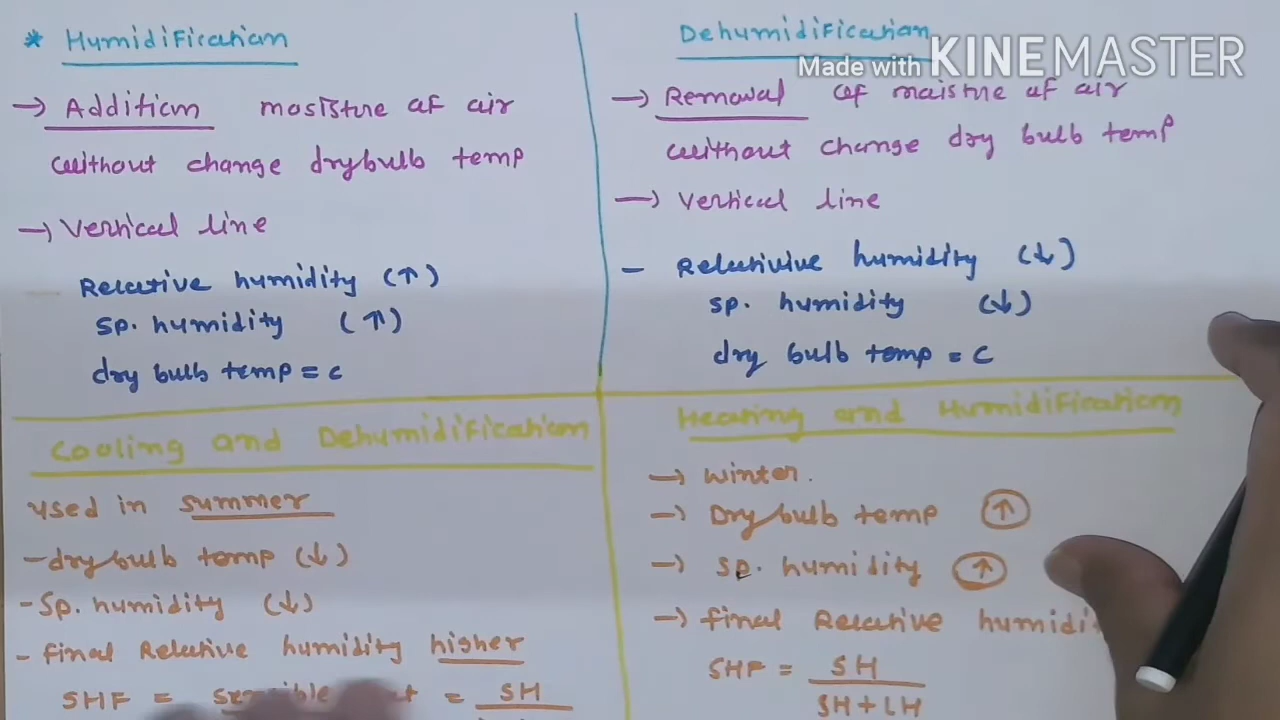 * Humidification
→ Addition moisture of air
without change dry bulb temp
→ Vertical line
Relative humidity (↑)
sp. humidity (↑)
dry bulb temp = c
Dehumidification
Made with KINEMASTER
→ Removal of moisture of air
without change dry bulb temp
→ Vertical line
- Relativive humidity (↓)
sp. humidity (↓)
dry bulb temp = c
Cooling and Dehumidification
used in summer
- dry bulb temp (↓)
- Sp. humidity (↓)
- final Relative humidity higher
SHF = = SH
Heating and Humidification
→ Winter.
→ Dry bulb temp ↑
→ sp. humidity ↑
→ final Relative
SHF = SH
SH + LH